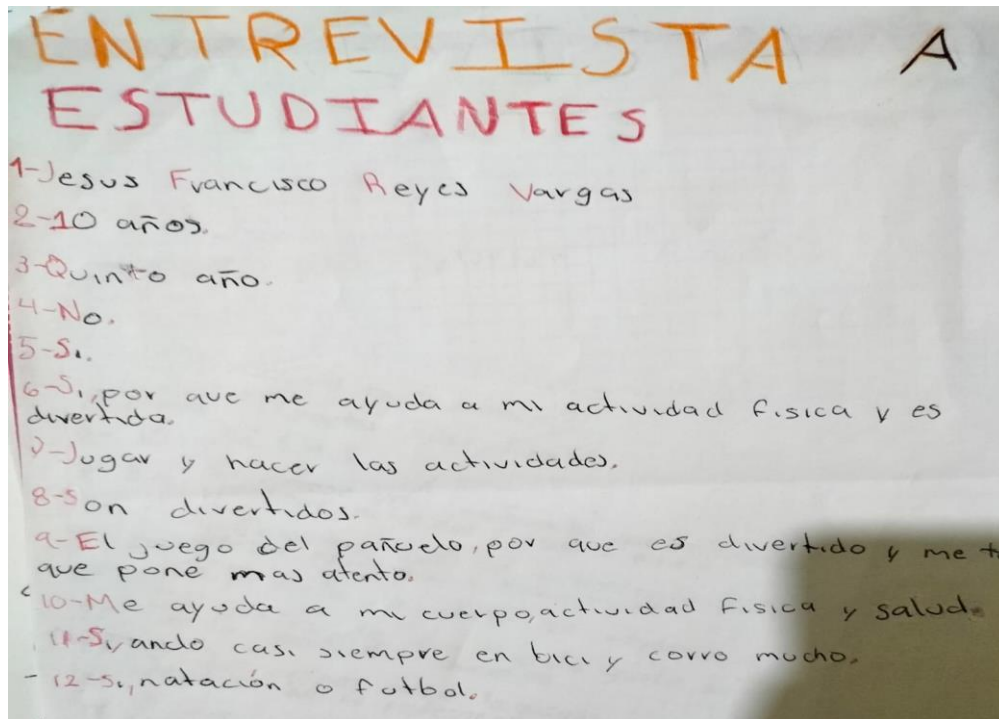 ENTREVISTA A
ESTUDIANTES
1-Jesus Francisco Reyes Vargas
2-10 años.
3-Quinto año.
4-No.
5-Si.
6-Si, por que me ayuda a mi actividad fisica y es
divertida.
7-Jugar y hacer las actividades.
8-Son divertidos.
9-El juego del pañuelo, por que es divertido y me
que pone mas atento.
10-Me ayuda a mi cuerpo, actividad fisica y salud.
11-Si, ando casi siempre en bici y corro mucho.
12-Si, natación o futbol.